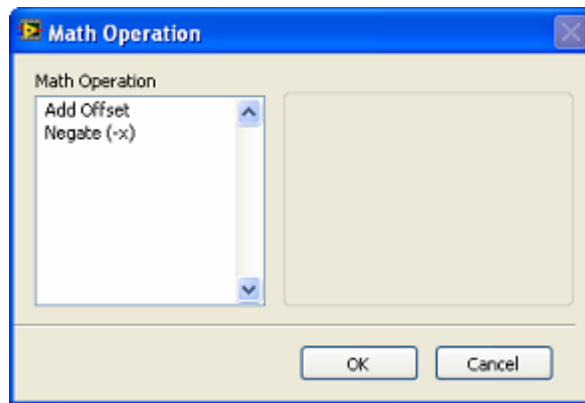 Math Operation
Math Operation
Add Offset
Negate (-x)
OK
Cancel